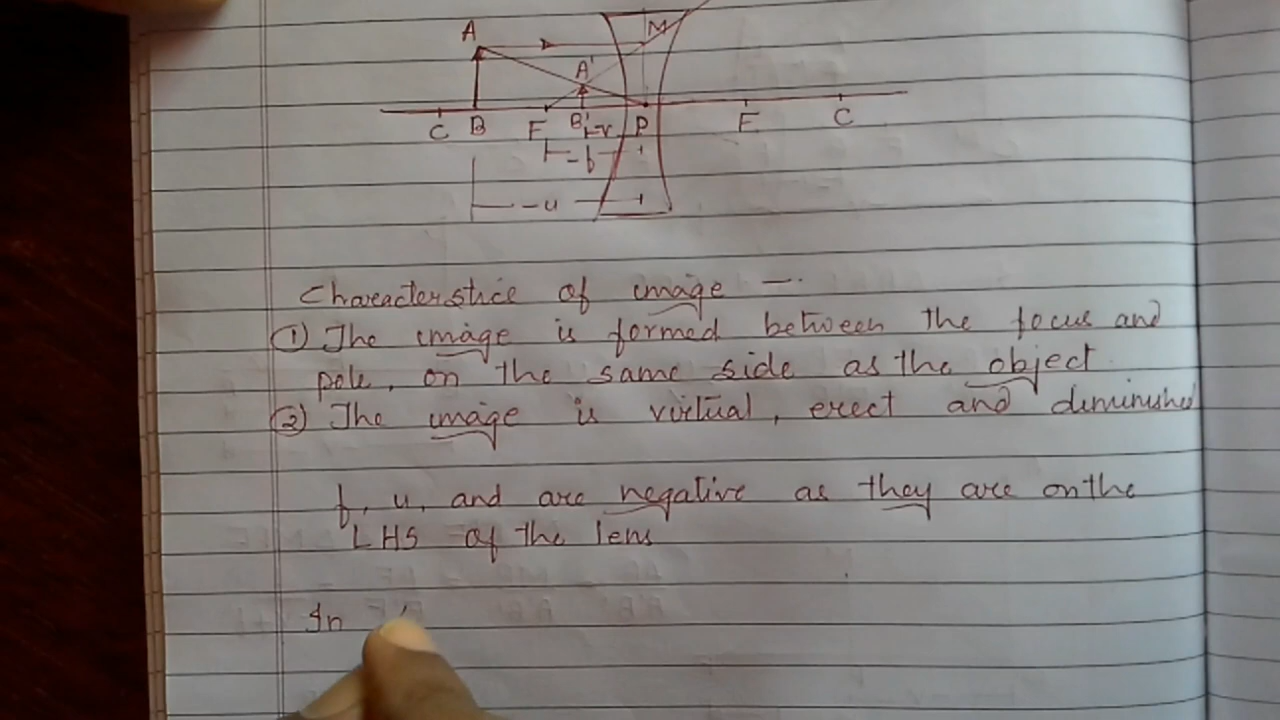 A
M
A'
C B F B' -v P F C
-f
-u
Characterstice of image —
① The image is formed between the focus and
pole, on the same side as the object.
② The image is virtual, erect and diminished
f, u, and are negative as they are on the
LHS of the lens
In